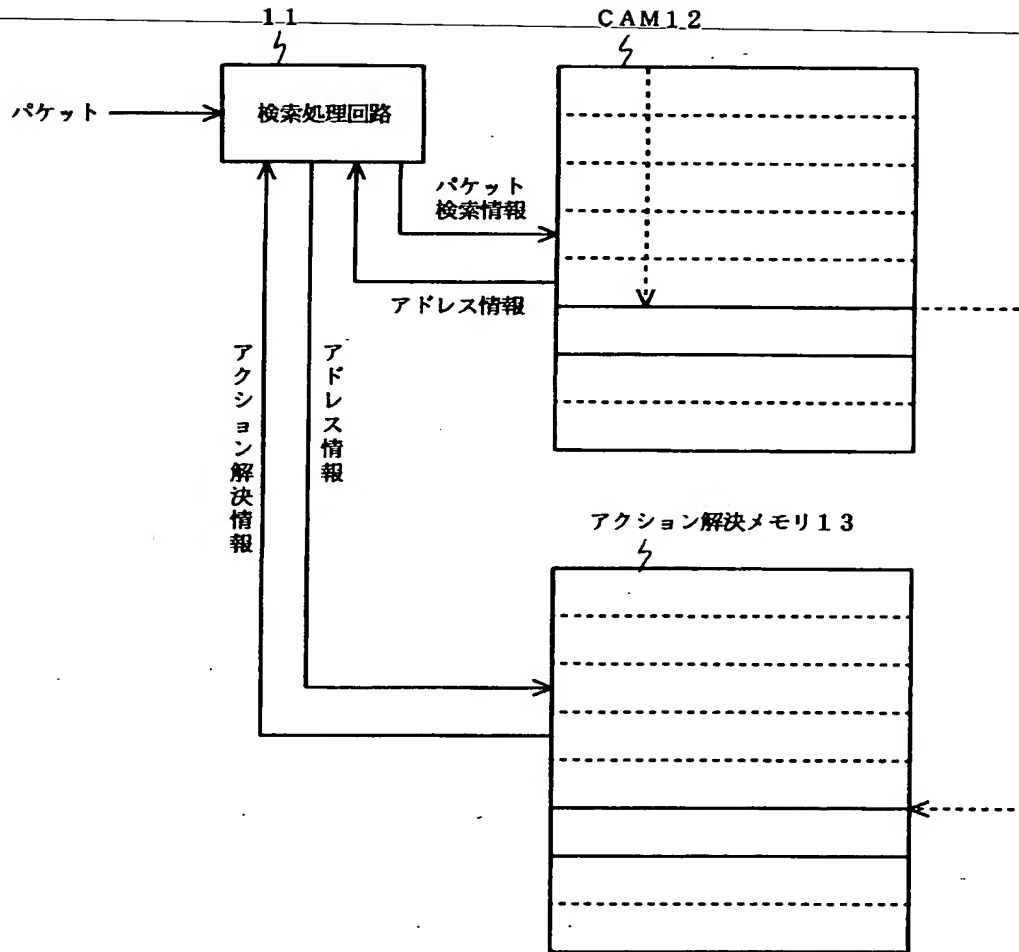 11
CAM12
パケット
検索処理回路
パケット
検索情報
アドレス情報
アクション解決情報
アドレス情報
アクション解決メモリ13